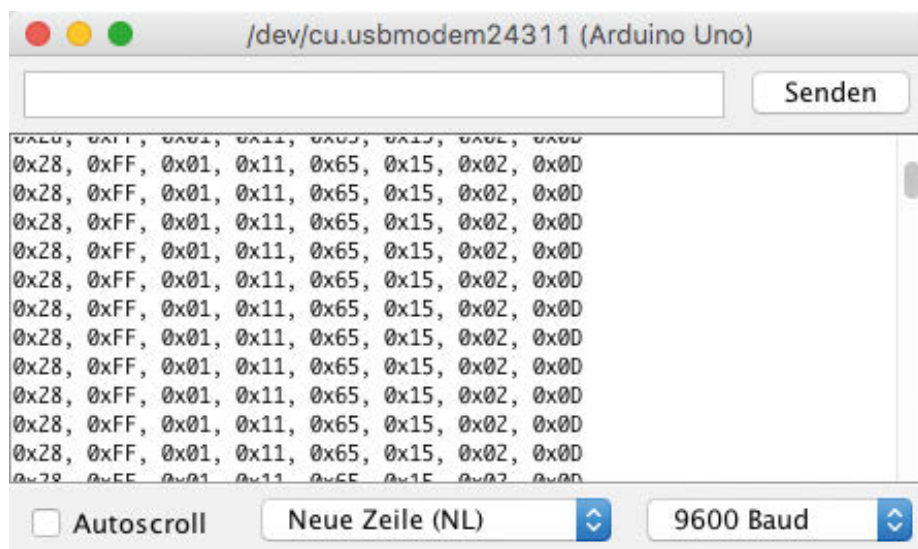 /dev/cu.usbmodem24311 (Arduino Uno)
Senden
0x28, 0xFF, 0x01, 0x11, 0x65, 0x15, 0x02, 0x0D
0x28, 0xFF, 0x01, 0x11, 0x65, 0x15, 0x02, 0x0D
0x28, 0xFF, 0x01, 0x11, 0x65, 0x15, 0x02, 0x0D
0x28, 0xFF, 0x01, 0x11, 0x65, 0x15, 0x02, 0x0D
0x28, 0xFF, 0x01, 0x11, 0x65, 0x15, 0x02, 0x0D
0x28, 0xFF, 0x01, 0x11, 0x65, 0x15, 0x02, 0x0D
0x28, 0xFF, 0x01, 0x11, 0x65, 0x15, 0x02, 0x0D
0x28, 0xFF, 0x01, 0x11, 0x65, 0x15, 0x02, 0x0D
0x28, 0xFF, 0x01, 0x11, 0x65, 0x15, 0x02, 0x0D
0x28, 0xFF, 0x01, 0x11, 0x65, 0x15, 0x02, 0x0D
0x28, 0xFF, 0x01, 0x11, 0x65, 0x15, 0x02, 0x0D
Autoscroll Neue Zeile (NL) 9600 Baud